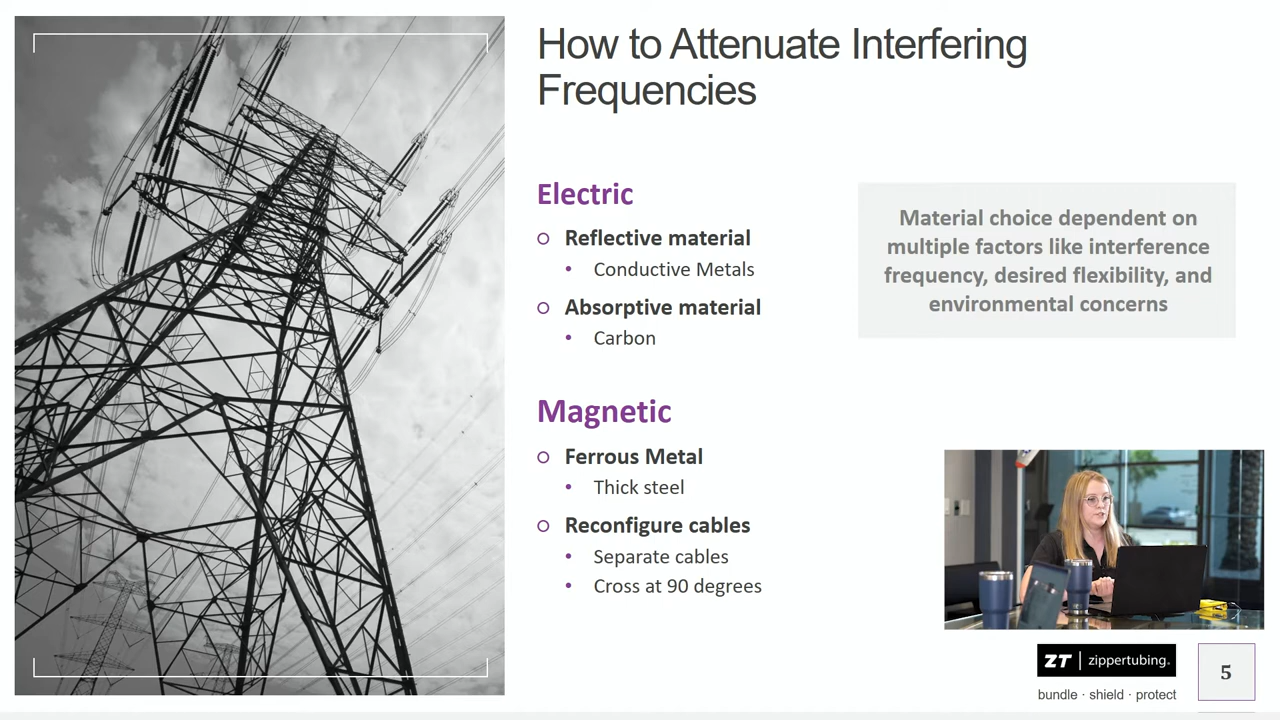 How to Attenuate Interfering
Frequencies
Electric
Reflective material
Conductive Metals
Absorptive material
Carbon
Material choice dependent on
multiple factors like interference
frequency, desired flexibility, and
environmental concerns
Magnetic
Ferrous Metal
Thick steel
Reconfigure cables
Separate cables
Cross at 90 degrees
ZT | zippertubing.
bundle · shield · protect
5